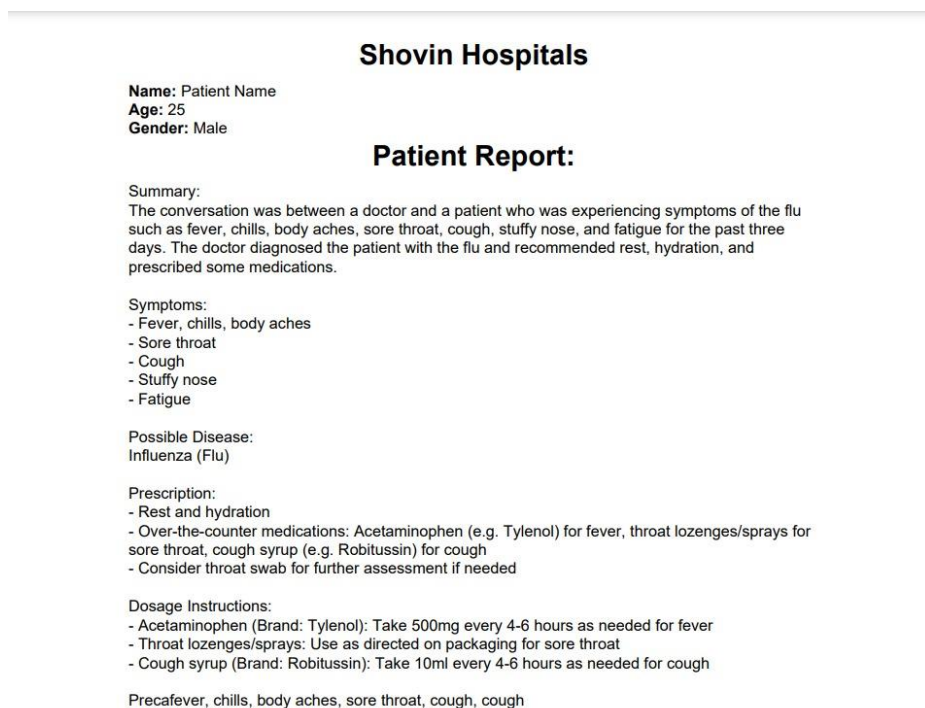 Shovin Hospitals
Name: Patient Name
Age: 25
Gender: Male
Patient Report:
Summary:
The conversation was between a doctor and a patient who was experiencing symptoms of the flu
such as fever, chills, body aches, sore throat, cough, stuffy nose, and fatigue for the past three
days. The doctor diagnosed the patient with the flu and recommended rest, hydration, and
prescribed some medications.
Symptoms:
- Fever, chills, body aches
- Sore throat
- Cough
- Stuffy nose
- Fatigue
Possible Disease:
Influenza (Flu)
Prescription:
- Rest and hydration
- Over-the-counter medications: Acetaminophen (e.g. Tylenol) for fever, throat lozenges/sprays for
sore throat, cough syrup (e.g. Robitussin) for cough
- Consider throat swab for further assessment if needed
Dosage Instructions:
- Acetaminophen (Brand: Tylenol): Take 500mg every 4-6 hours as needed for fever
- Throat lozenges/sprays: Use as directed on packaging for sore throat
- Cough syrup (Brand: Robitussin): Take 10ml every 4-6 hours as needed for cough
Precafever, chills, body aches, sore throat, cough, cough